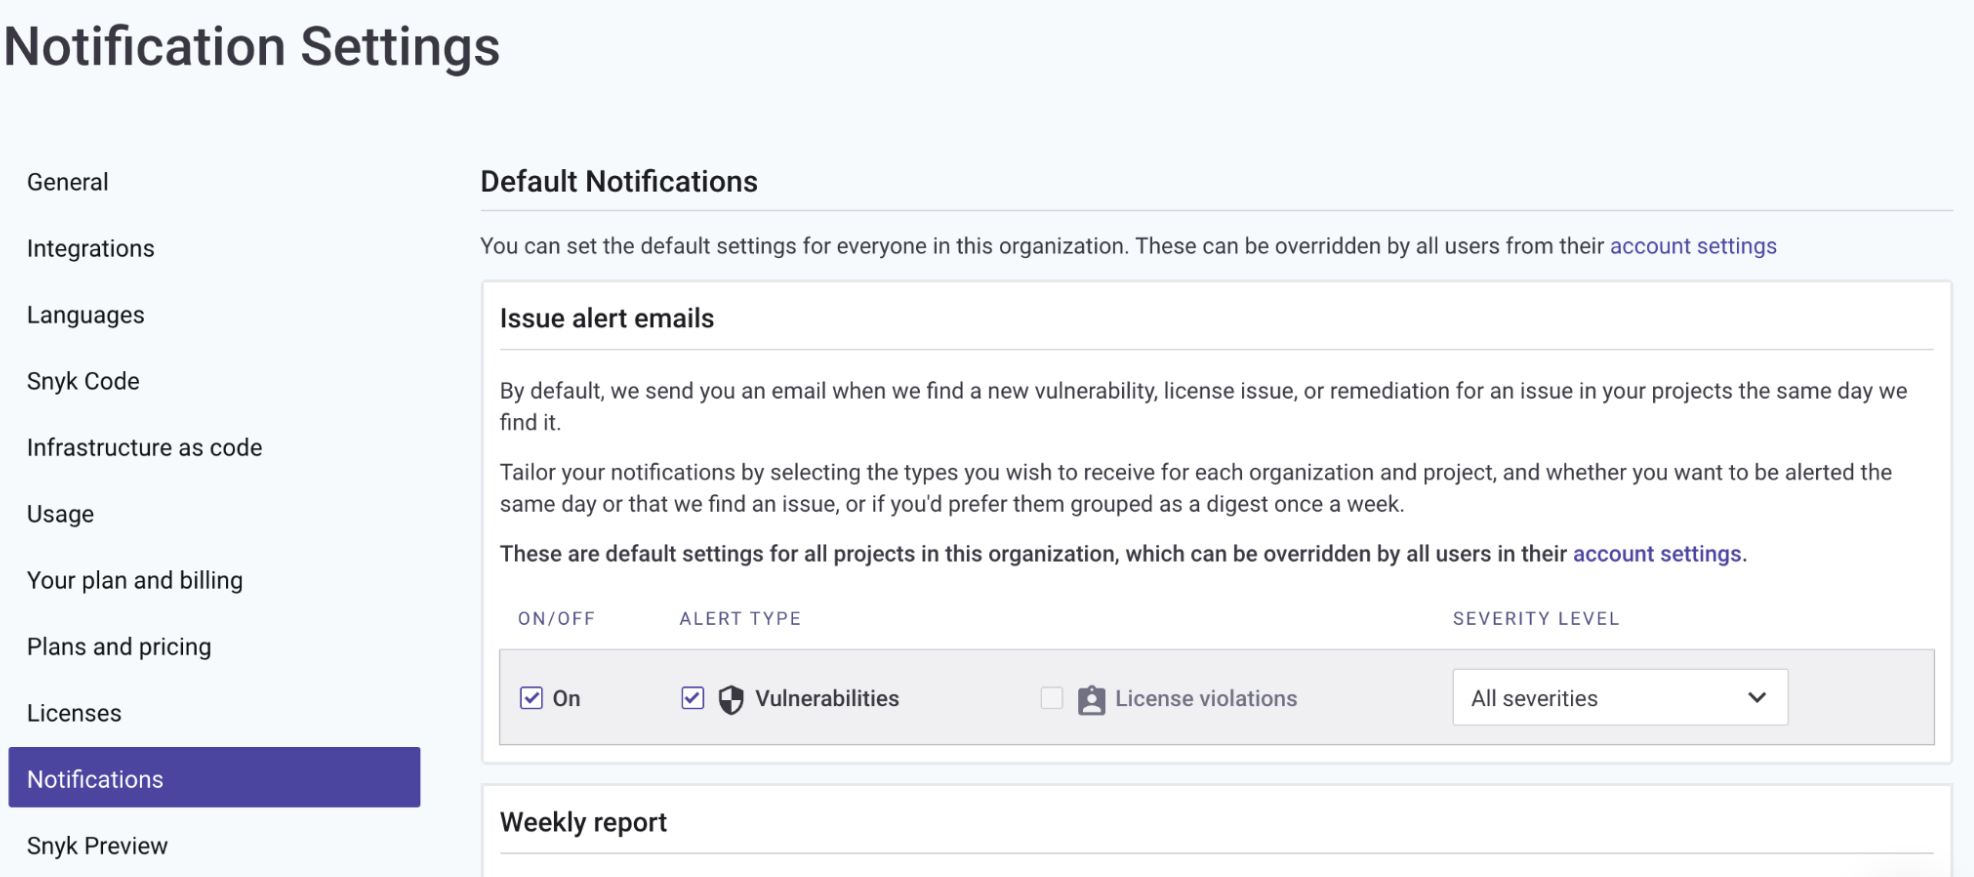 Notification Settings
General
Integrations
Languages
Snyk Code
Infrastructure as code
Usage
Your plan and billing
Plans and pricing
Licenses
Notifications
Snyk Preview
Default Notifications
You can set the default settings for everyone in this organization. These can be overridden by all users from their account settings
Issue alert emails
By default, we send you an email when we find a new vulnerability, license issue, or remediation for an issue in your projects the same day we
find it.
Tailor your notifications by selecting the types you wish to receive for each organization and project, and whether you want to be alerted the
same day or that we find an issue, or if you'd prefer them grouped as a digest once a week.
These are default settings for all projects in this organization, which can be overridden by all users in their account settings.
ON/OFF ALERT TYPE SEVERITY LEVEL
On Vulnerabilities License violations All severities
Weekly report